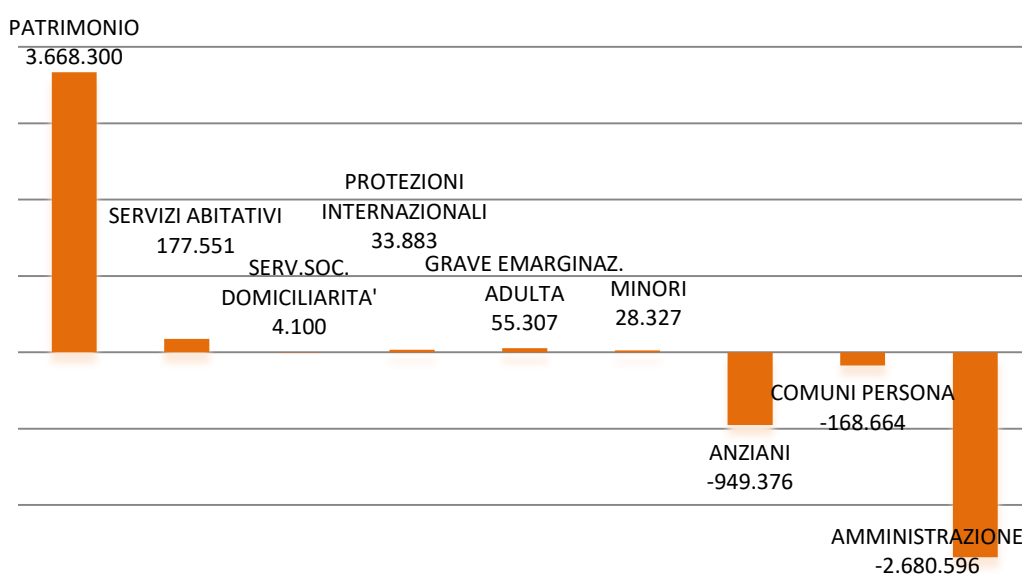 PATRIMONIO
3.668.300
SERVIZI ABITATIVI
177.551
SERV.SOC.
DOMICILIARITA'
4.100
PROTEZIONI
INTERNAZIONALI
33.883
GRAVE EMARGINAZ.
ADULTA
55.307
MINORI
28.327
ANZIANI
-949.376
COMUNI PERSONA
-168.664
AMMINISTRAZIONE
-2.680.596